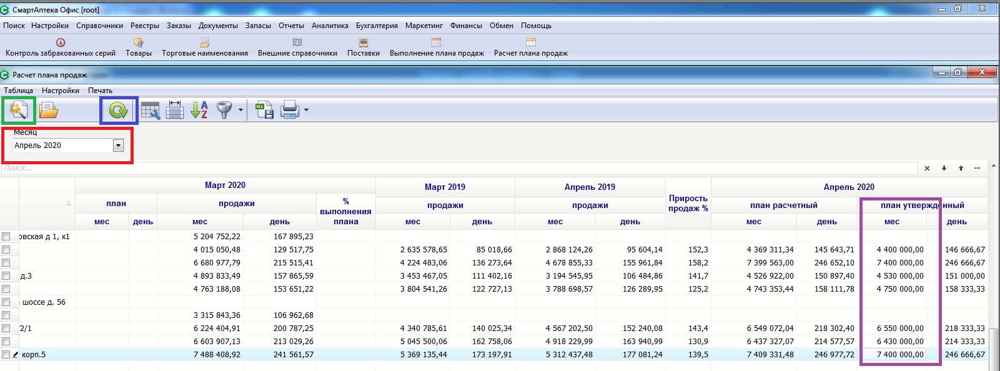 СмартАптека Офис [root]
Поиск Настройки Справочники Реестры Заказы Документы Запасы Отчеты Аналитика Бухгалтерия Маркетинг Финансы Обмен Помощь
Контроль забракованных серий Товары Торговые наименования Внешние справочники Поставки Выполнение плана продаж Расчет плана продаж
Расчет плана продаж
Таблица Настройки Печать
XLS
A
Z
Месяц
Апрель 2020
Поиск...
Март 2020 Март 2019 Апрель 2019 Прирость продаж % Апрель 2020
план продажи % выполнения плана продажи продажи план расчетный план утвержденный
мес день мес день мес день мес день мес день мес день
овская д 1, к1 5 204 752,22 167 895,23
4 015 050,48 129 517,75 2 635 578,65 85 018,66 2 868 124,26 95 604,14 152,3 4 369 311,34 145 643,71 4 400 000,00 146 666,67
6 680 977,79 215 515,41 4 224 483,06 136 273,64 4 678 855,33 155 961,84 158,2 7 399 563,00 246 652,10 7 400 000,00 246 666,67
д.3 4 893 833,49 157 865,59 3 453 467,05 111 402,16 3 194 545,95 106 484,86 141,7 4 526 922,00 150 897,40 4 530 000,00 151 000,00
4 763 188,08 153 651,22 3 804 541,26 122 727,13 3 788 698,57 126 289,95 125,2 4 743 353,44 158 111,78 4 750 000,00 158 333,33
шоссе д. 56
3 315 843,36 106 962,68
/2/1 6 224 404,91 200 787,25 4 340 785,61 140 025,34 4 567 202,50 152 240,08 143,4 6 549 072,04 218 302,40 6 550 000,00 218 333,33
6 603 907,13 213 029,26 5 045 500,06 162 758,06 4 918 229,99 163 940,99 130,9 6 437 327,07 214 577,57 6 430 000,00 214 333,33
корп.5 7 488 408,92 241 561,57 5 369 135,44 173 197,91 5 312 437,48 177 081,24 139,5 7 409 331,48 246 977,72 7 400 000,00 246 666,67